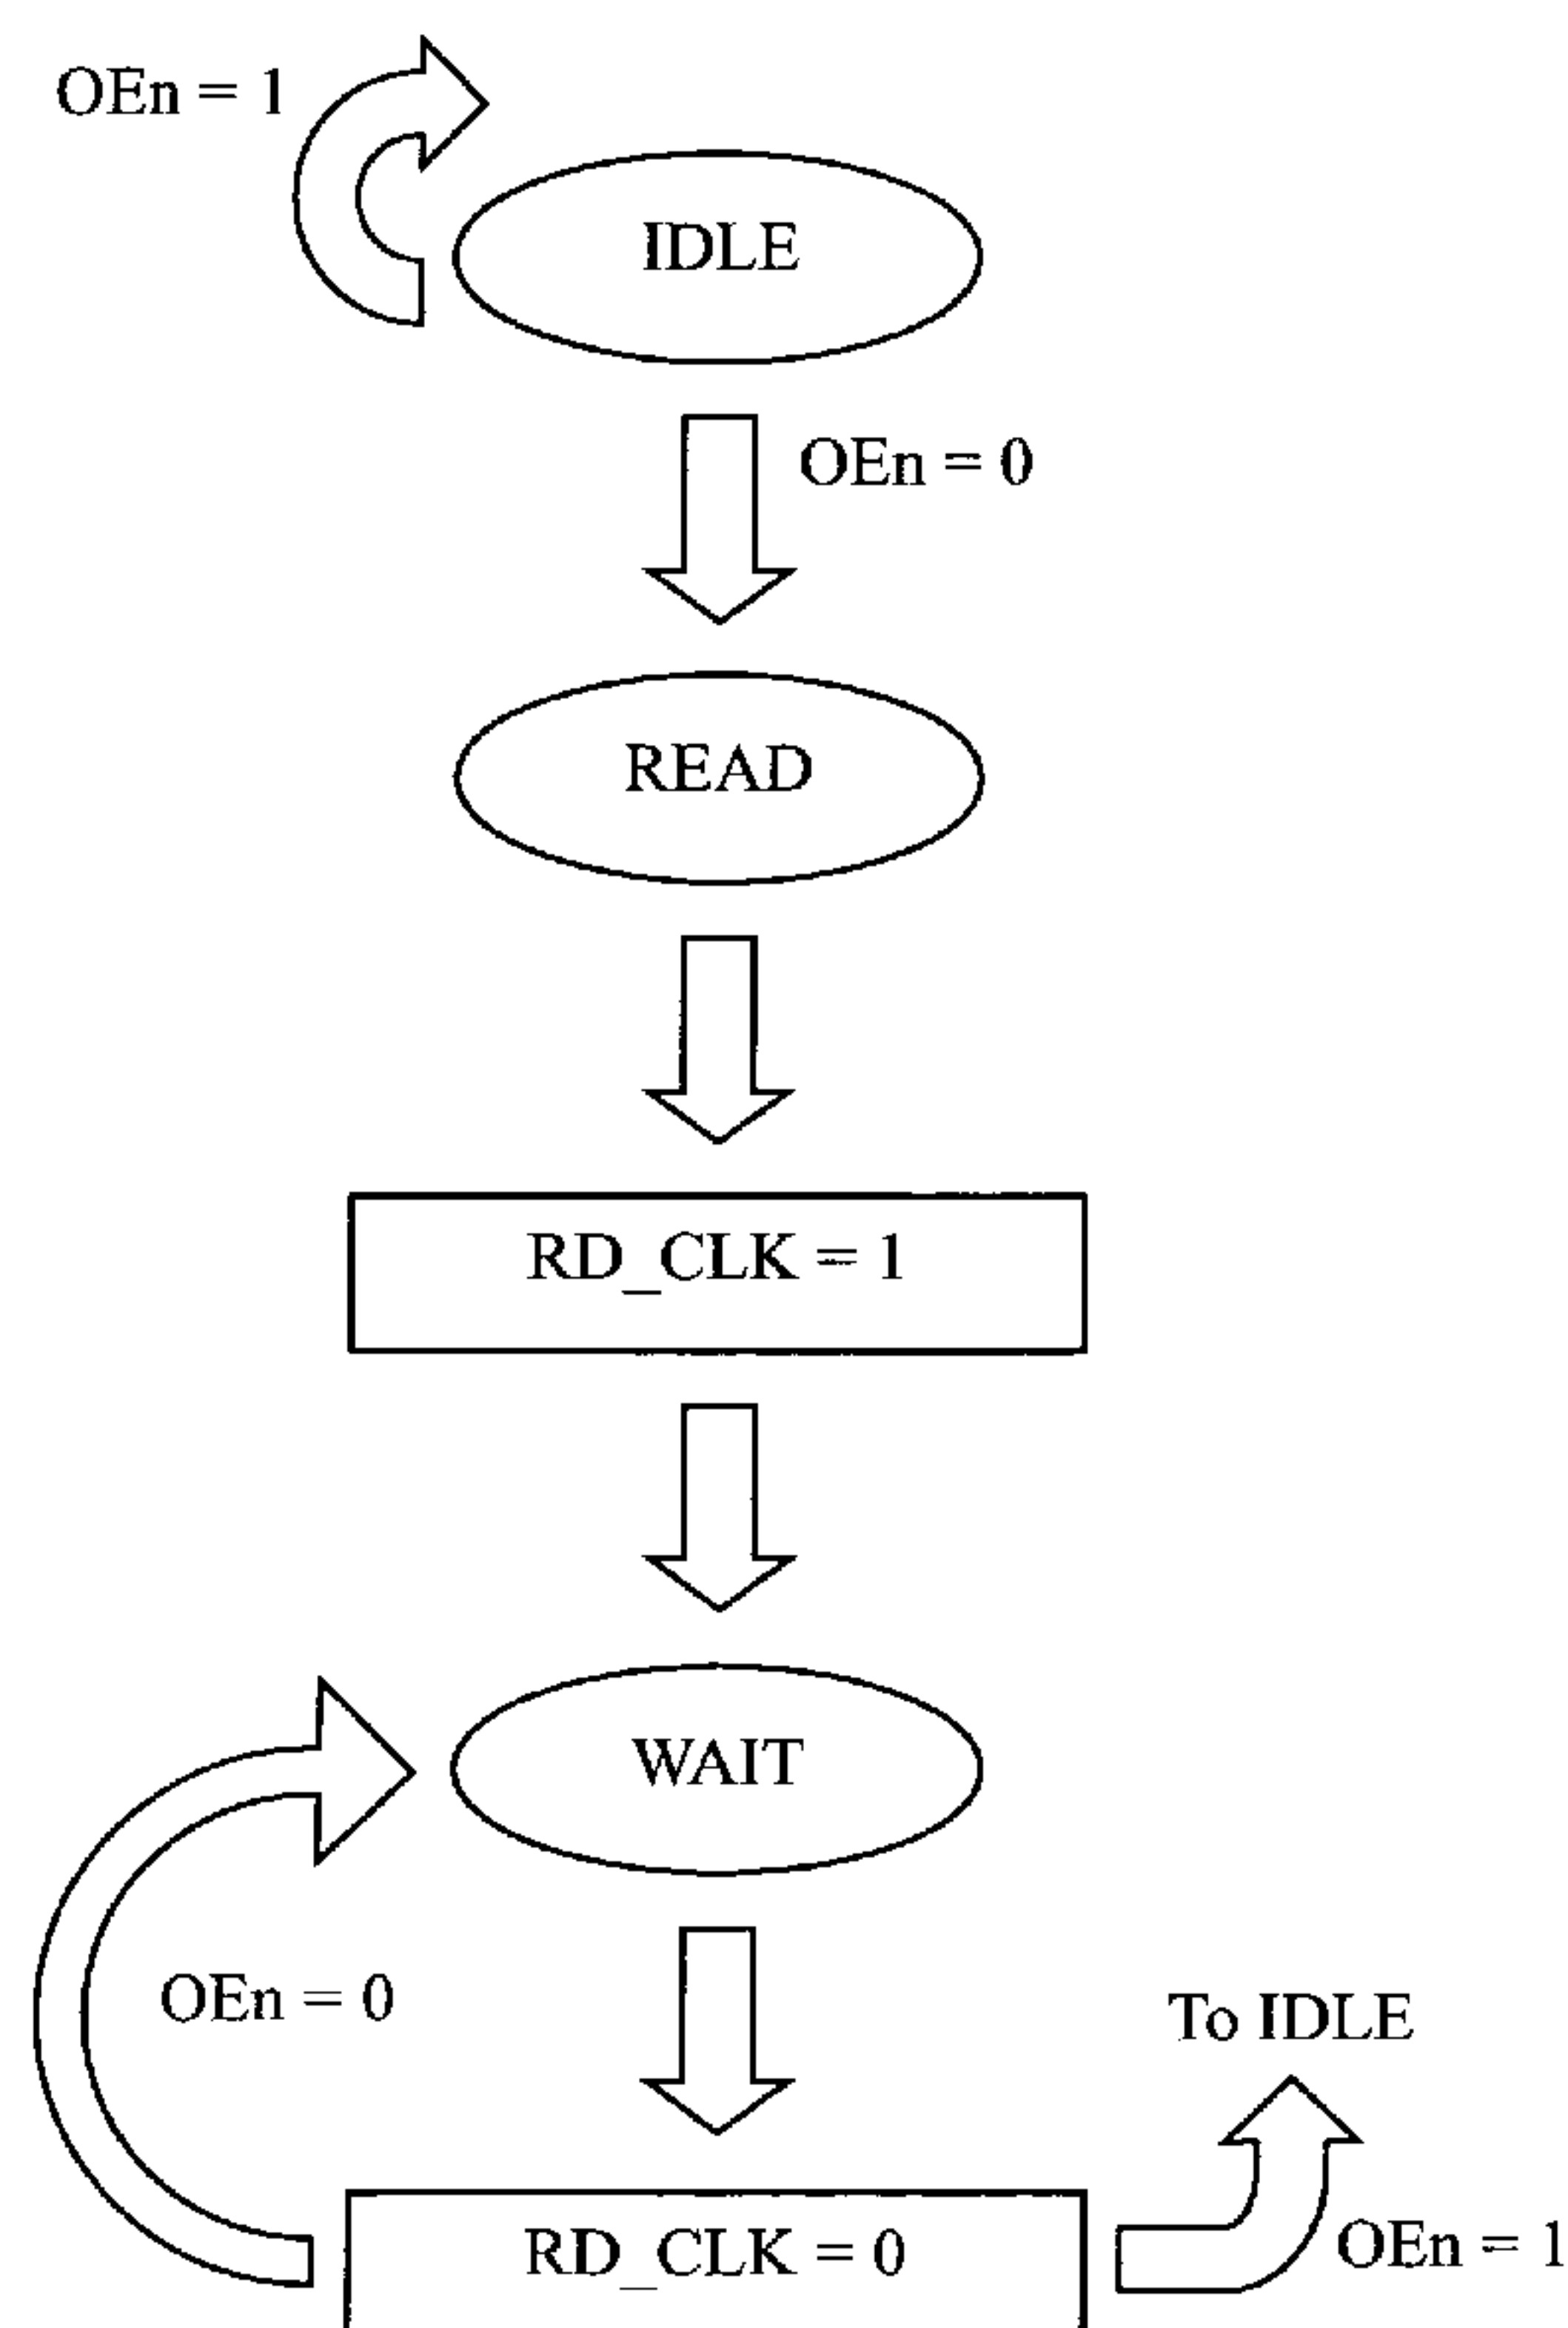 OEn = 1
IDLE
OEn = 0
READ
RD_CLK = 1
WAIT
OEn = 0
To IDLE
RD_CLK = 0
OEn = 1